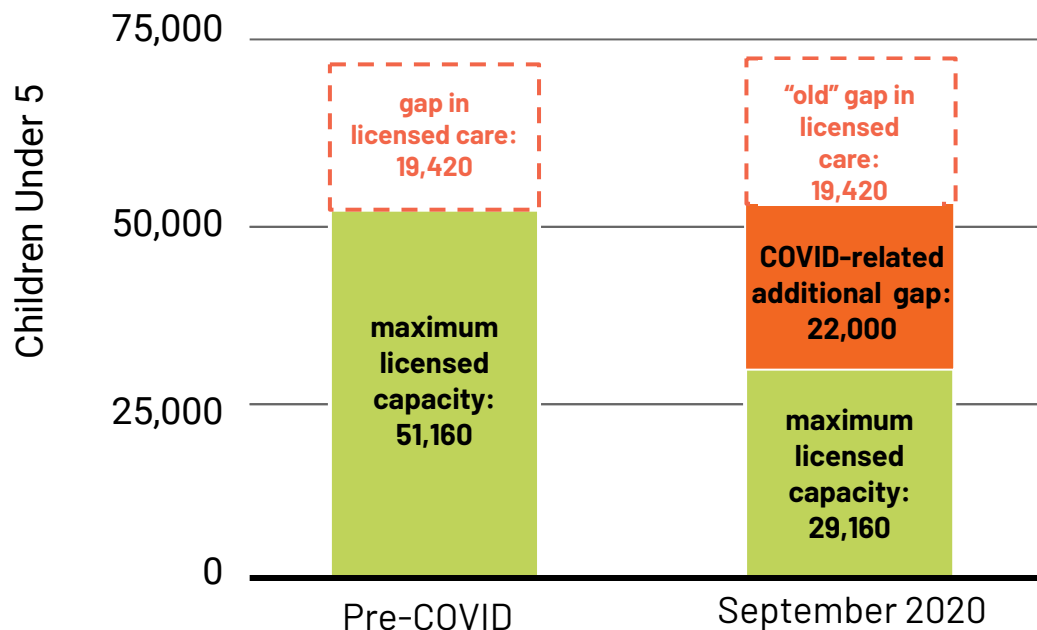 75,000
50,000
25,000
0
Children Under 5
gap in
licensed care:
19,420
maximum
licensed
capacity:
51,160
"old" gap in
licensed
care:
19,420
COVID-related
additional gap:
22,000
maximum
licensed
capacity:
29,160
Pre-COVID
September 2020